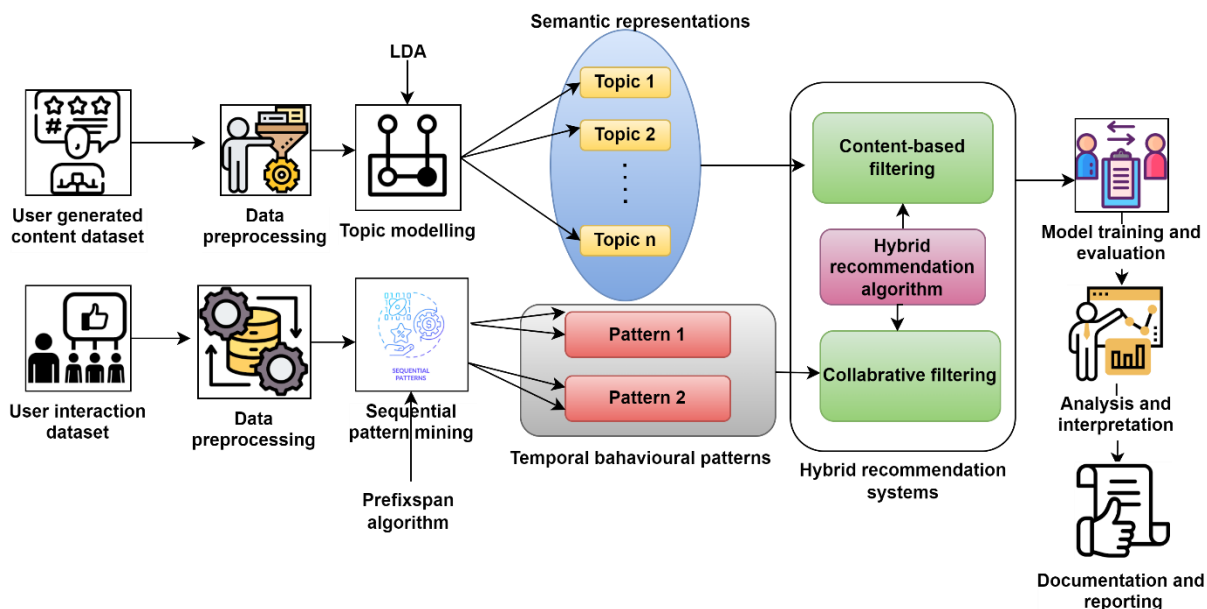 Semantic representations
LDA
Topic 1
Topic 2
Topic n
#
User generated
content dataset
Data
preprocessing
Topic modelling
Content-based
filtering
Hybrid
recommendation
algorithm
Collabrative filtering
Hybrid recommendation
systems
Model training and
evaluation
User interaction
dataset
Data
preprocessing
SEQUENTIAL
PATTERNS
Sequential
pattern mining
Prefixspan
algorithm
Pattern 1
Pattern 2
Temporal bahavioural patterns
Analysis and
interpretation
Documentation and
reporting